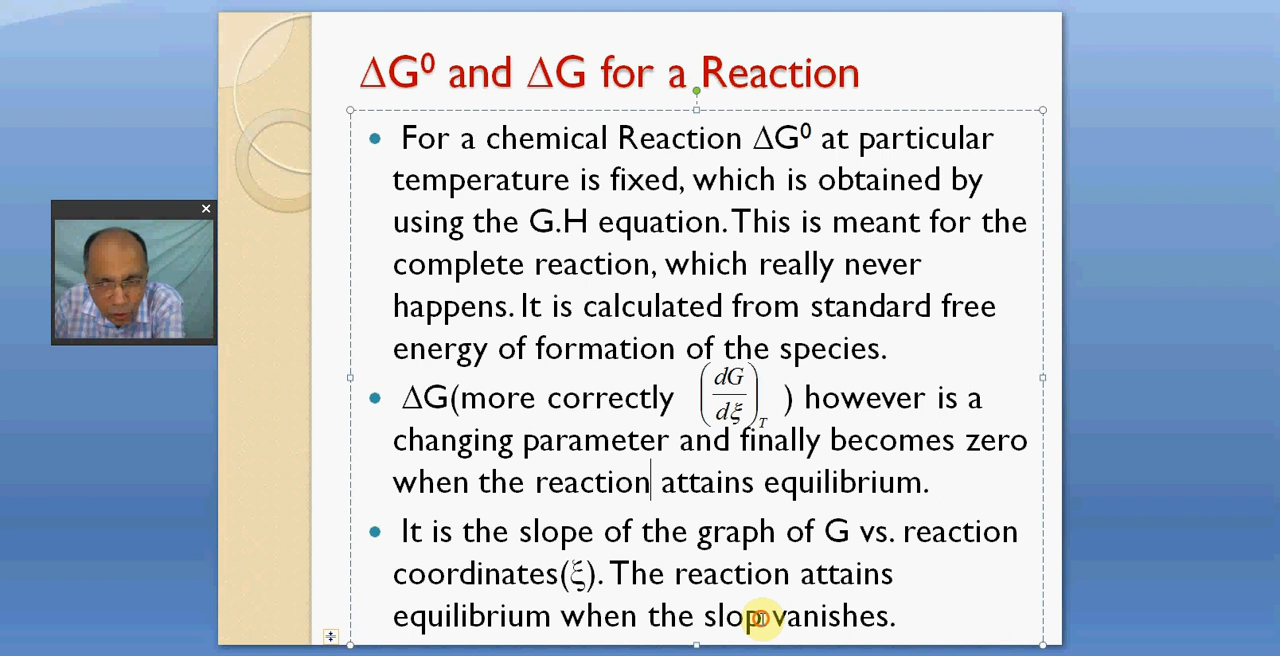 ΔG⁰ and ΔG for a Reaction
• For a chemical Reaction ΔG⁰ at particular
temperature is fixed, which is obtained by
using the G.H equation. This is meant for the
complete reaction, which really never
happens. It is calculated from standard free
energy of formation of the species.
• ΔG(more correctly (dG/dξ)_T ) however is a
changing parameter and finally becomes zero
when the reaction attains equilibrium.
• It is the slope of the graph of G vs. reaction
coordinates(ξ). The reaction attains
equilibrium when the slop vanishes.